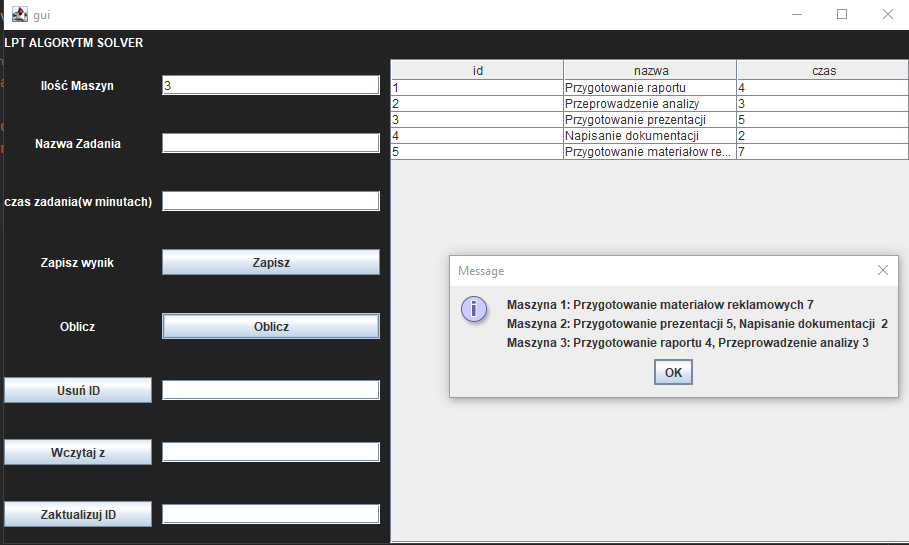 gui
LPT ALGORYTM SOLVER
Ilość Maszyn 3
Nazwa Zadania
czas zadania(w minutach)
Zapisz wynik Zapisz
Oblicz Oblicz
Usuń ID
Wczytaj z
Zaktualizuj ID
id nazwa czas
1 Przygotowanie raportu 4
2 Przeprowadzenie analizy 3
3 Przygotowanie prezentacji 5
4 Napisanie dokumentacji 2
5 Przygotowanie materiałow re... 7
Message
Maszyna 1: Przygotowanie materiałow reklamowych 7
Maszyna 2: Przygotowanie prezentacji 5, Napisanie dokumentacji 2
Maszyna 3: Przygotowanie raportu 4, Przeprowadzenie analizy 3
OK